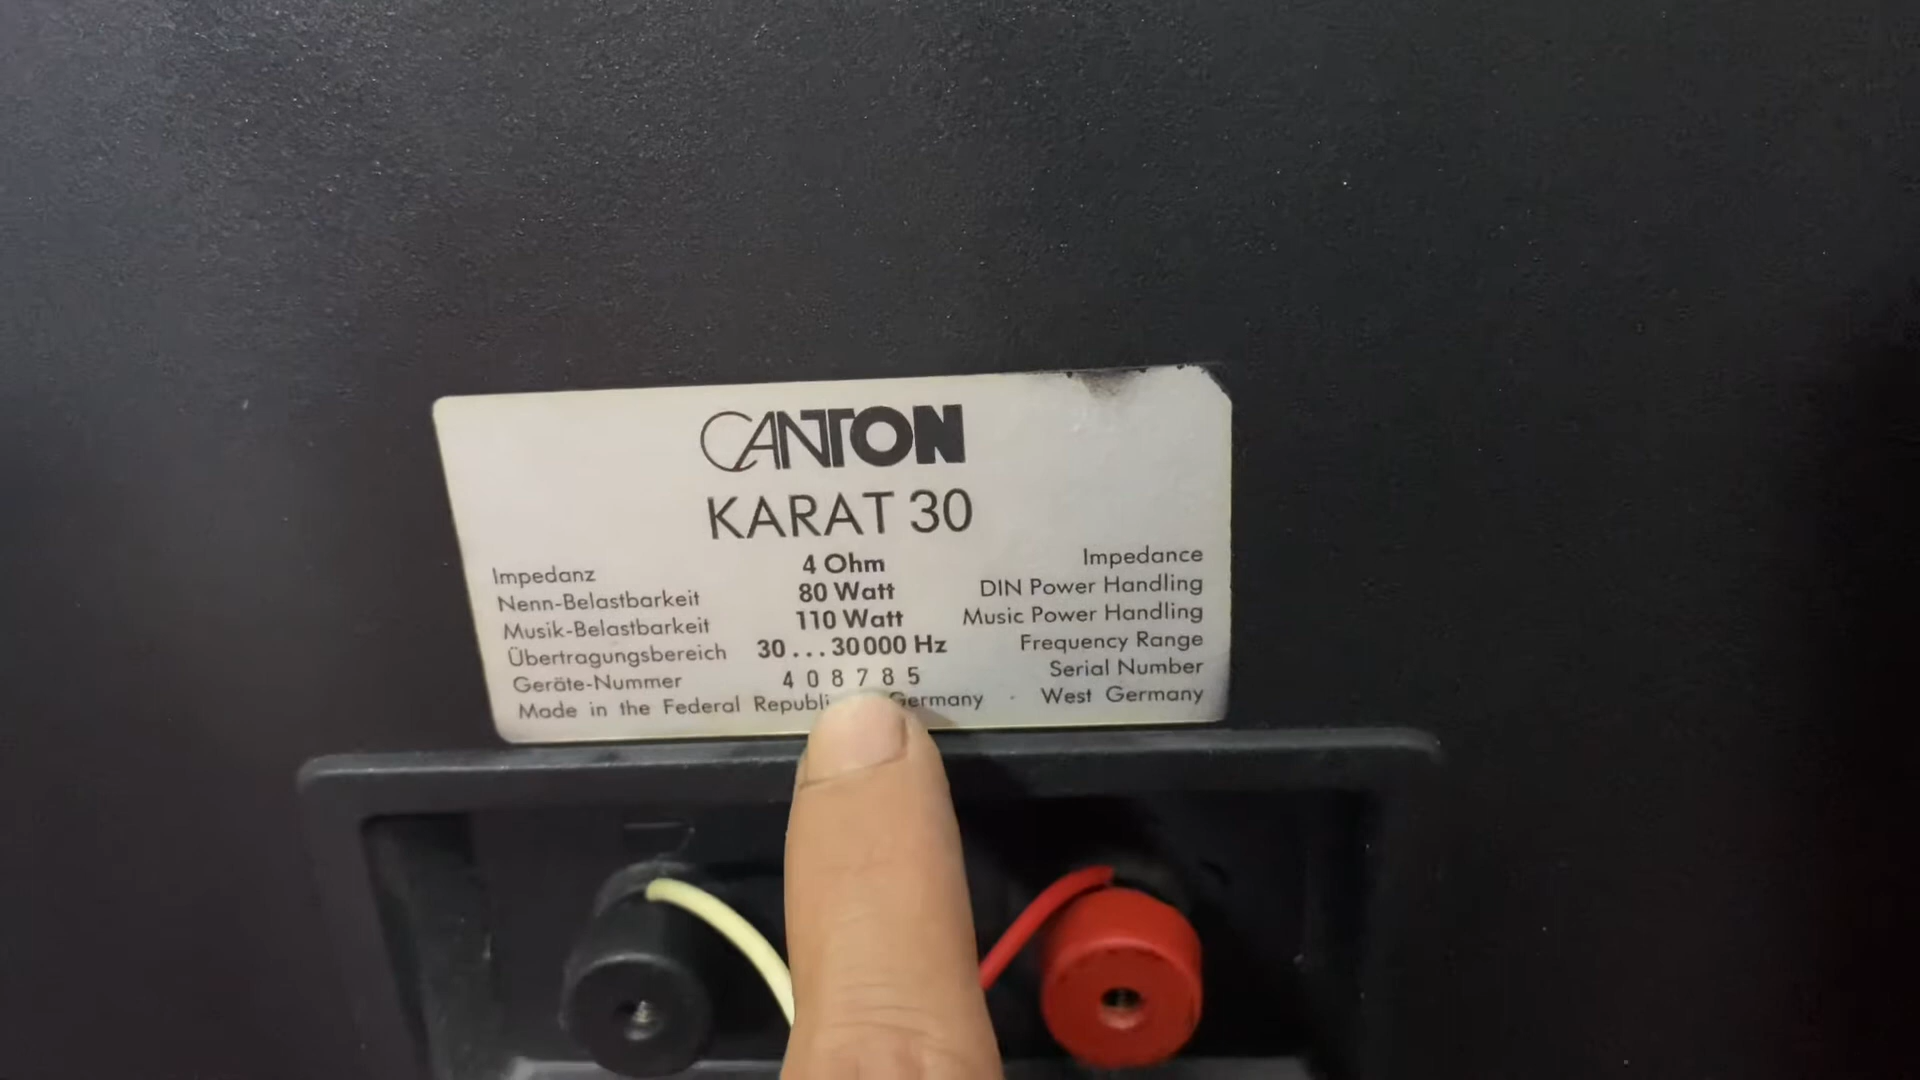 CANTON
KARAT 30
Impedanz 4 Ohm Impedance
Nenn-Belastbarkeit 80 Watt DIN Power Handling
Musik-Belastbarkeit 110 Watt Music Power Handling
Übertragungsbereich 30...30000 Hz Frequency Range
Geräte-Nummer 408785 Serial Number
Made in the Federal Germany · West Germany